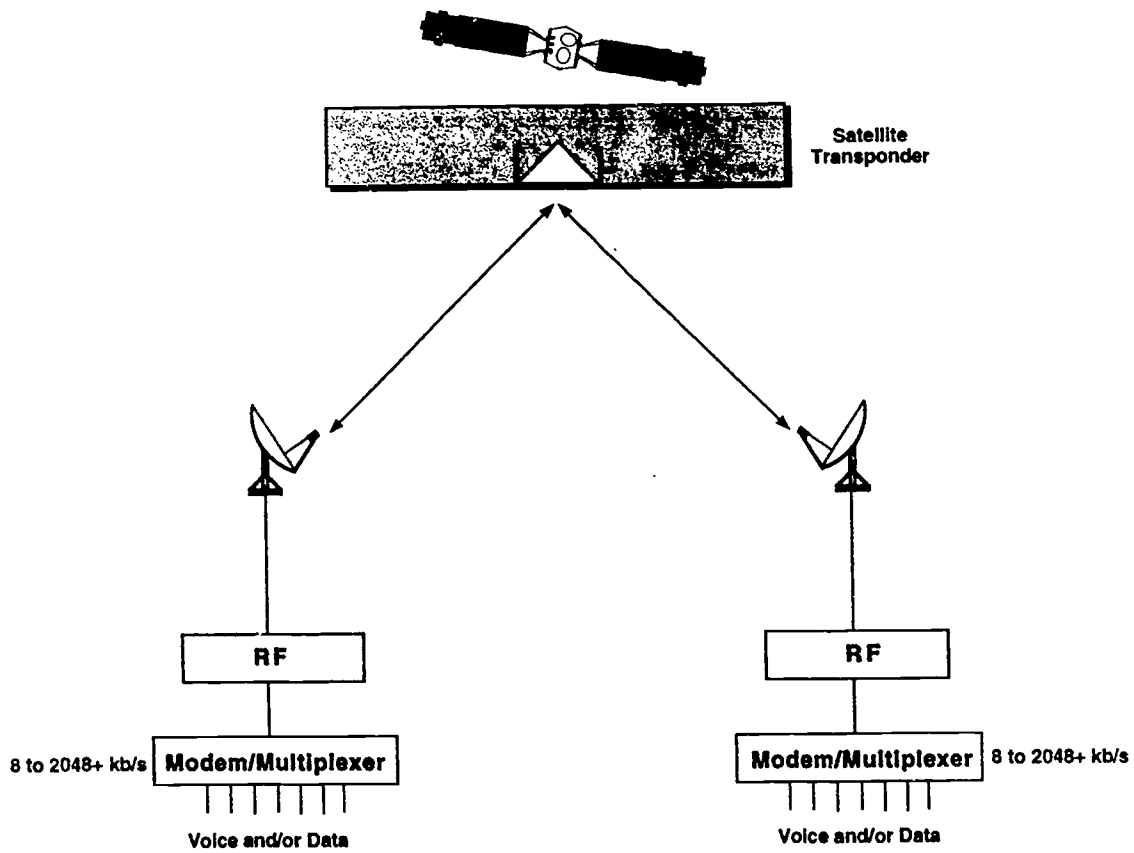 Satellite
Transponder
RF
RF
8 to 2048+ kb/s
Modem/Multiplexer
Modem/Multiplexer
8 to 2048+ kb/s
Voice and/or Data
Voice and/or Data